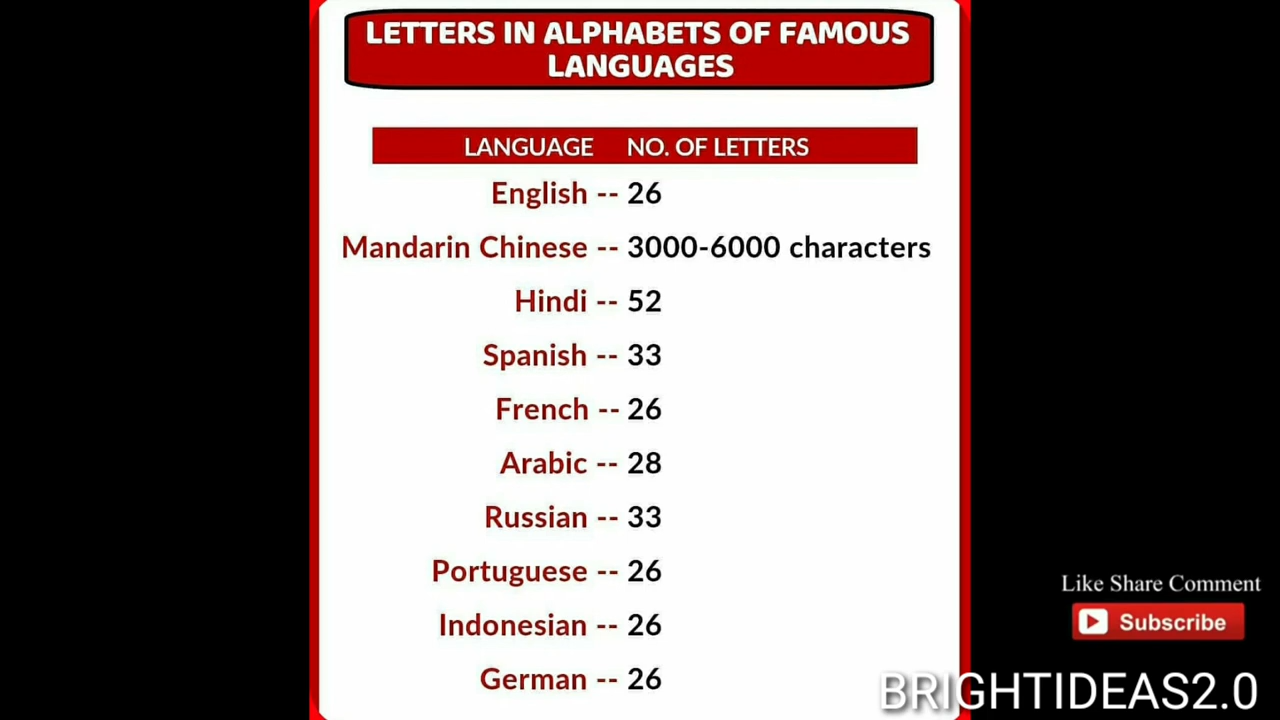 LETTERS IN ALPHABETS OF FAMOUS
LANGUAGES
LANGUAGE NO. OF LETTERS
English -- 26
Mandarin Chinese -- 3000-6000 characters
Hindi -- 52
Spanish -- 33
French -- 26
Arabic -- 28
Russian -- 33
Portuguese -- 26
Indonesian -- 26
German -- 26
Like Share Comment
Subscribe
BRIGHTIDEAS2.0